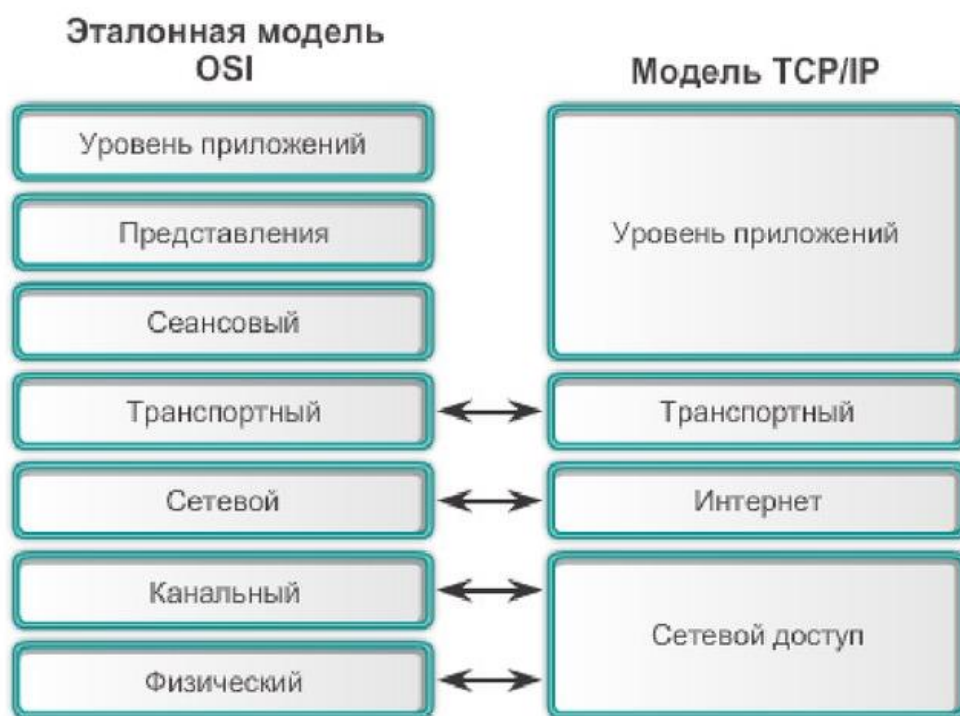 Эталонная модель
OSI
Модель TCP/IP
Уровень приложений
Представления
Сеансовый
Транспортный
Сетевой
Канальный
Физический
Уровень приложений
Транспортный
Интернет
Сетевой доступ